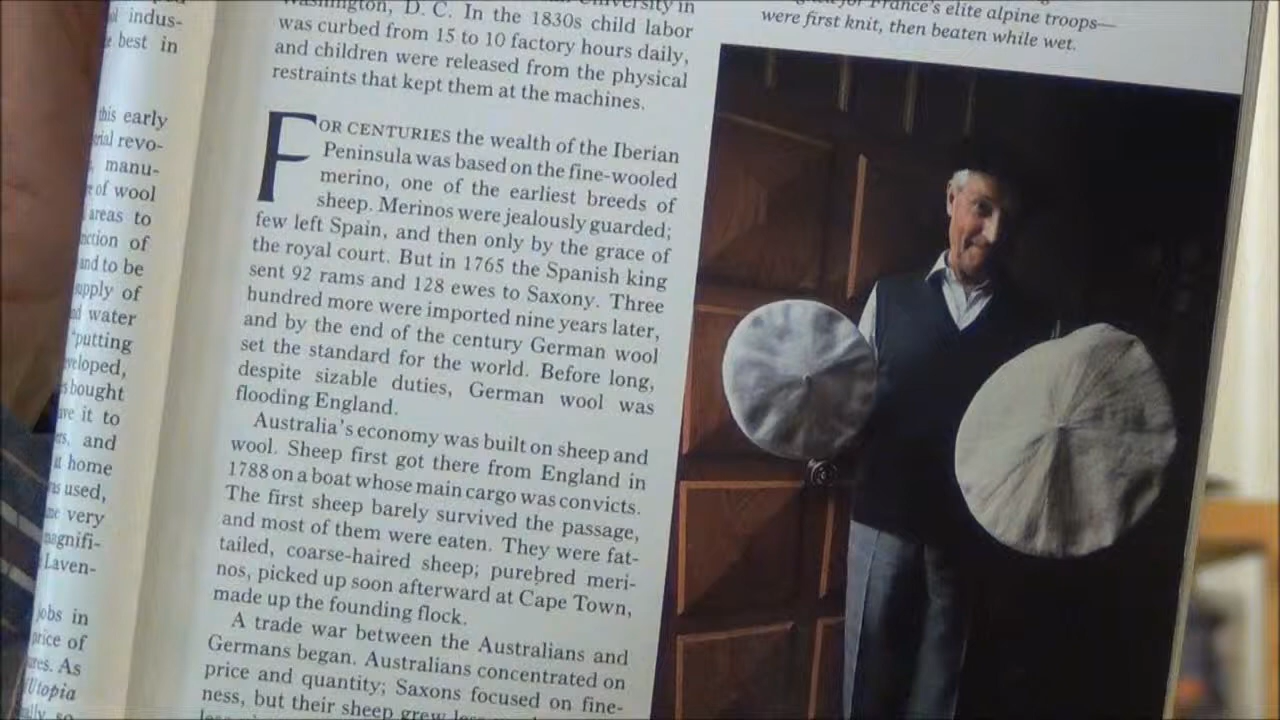 indus-
best in
this early
revo-
manu-
of wool
areas to
of
and to be
of
water
"putting
bought
it to
and
at home
used,
very
magnifi-
Laven-
jobs in
price of
As
Utopia
so
University in
Washington, D. C. In the 1830s child labor
was curbed from 15 to 10 factory hours daily,
and children were released from the physical
restraints that kept them at the machines.
FOR CENTURIES the wealth of the Iberian
Peninsula was based on the fine-wooled
merino, one of the earliest breeds of
sheep. Merinos were jealously guarded;
few left Spain, and then only by the grace of
the royal court. But in 1765 the Spanish king
sent 92 rams and 128 ewes to Saxony. Three
hundred more were imported nine years later,
and by the end of the century German wool
set the standard for the world. Before long,
despite sizable duties, German wool was
flooding England.
Australia's economy was built on sheep and
wool. Sheep first got there from England in
1788 on a boat whose main cargo was convicts.
The first sheep barely survived the passage,
and most of them were eaten. They were fat-
tailed, coarse-haired sheep; purebred meri-
nos, picked up soon afterward at Cape Town,
made up the founding flock.
A trade war between the Australians and
Germans began. Australians concentrated on
price and quantity; Saxons focused on fine-
ness, but their sheep grew
for France's elite alpine troops—
were first knit, then beaten while wet.